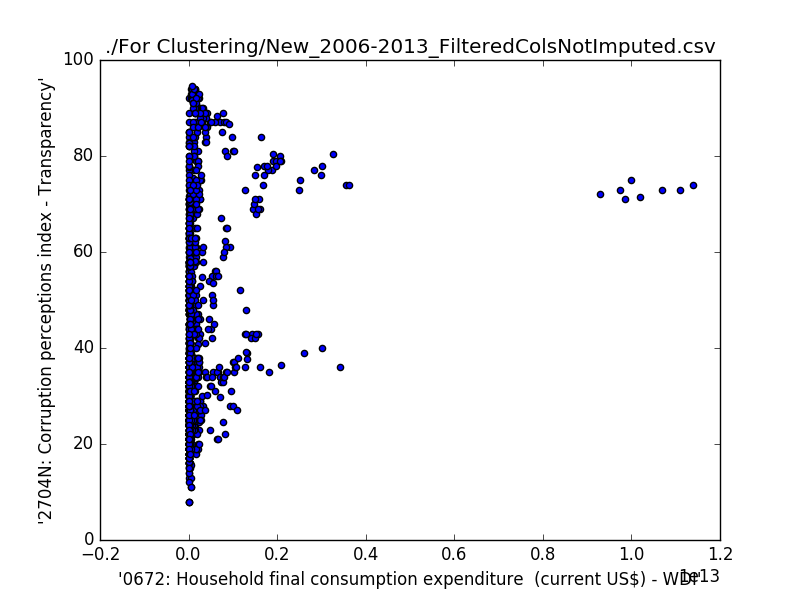 ./For Clustering/New_2006-2013_FilteredColsNotImputed.csv
100
80
60
40
20
0
'2704N: Corruption perceptions index - Transparency'
−0.2 0.0 0.2 0.4 0.6 0.8 1.0 1.2
1e13
'0672: Household final consumption expenditure  (current US$) - WDI'